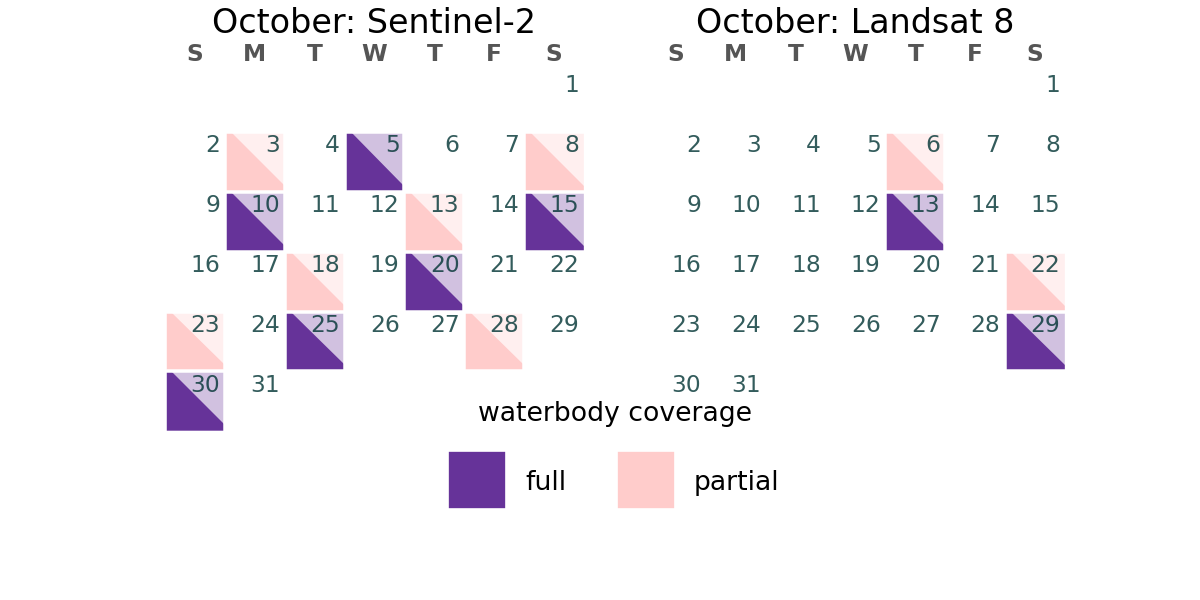 October: Sentinel-2
S M T W T F S
1
2 3 4 5 6 7 8
9 10 11 12 13 14 15
16 17 18 19 20 21 22
23 24 25 26 27 28 29
30 31
October: Landsat 8
S M T W T F S
1
2 3 4 5 6 7 8
9 10 11 12 13 14 15
16 17 18 19 20 21 22
23 24 25 26 27 28 29
30 31
waterbody coverage
full partial